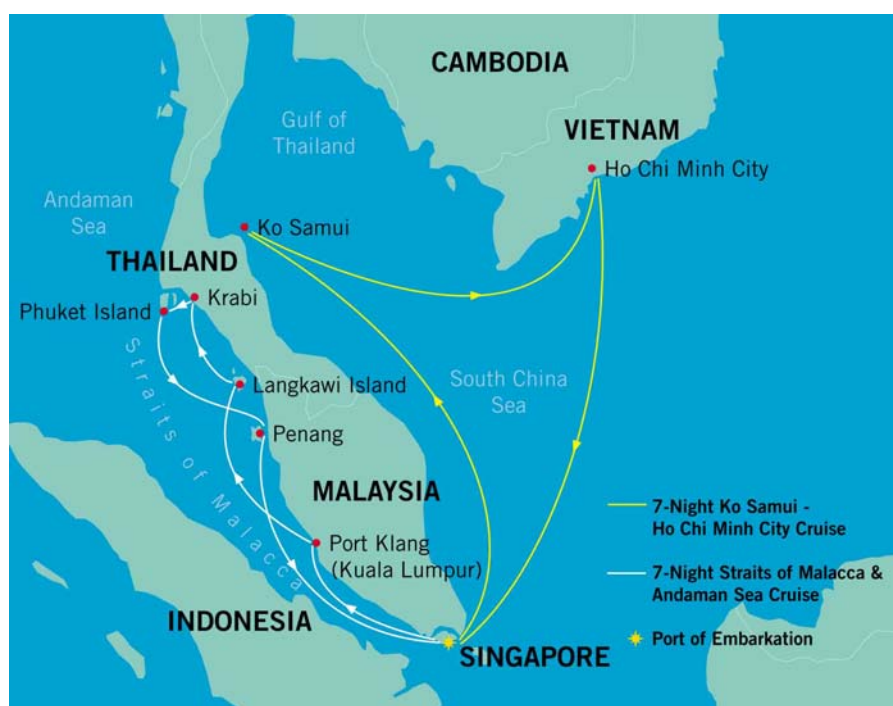 CAMBODIA
Gulf of
Thailand
VIETNAM
Ho Chi Minh City
Andaman
Sea
Ko Samui
THAILAND
Krabi
Phuket Island
Straits of Malacca
Langkawi Island
South China
Sea
Penang
MALAYSIA
Port Klang
(Kuala Lumpur)
INDONESIA
SINGAPORE
7-Night Ko Samui -
Ho Chi Minh City Cruise
7-Night Straits of Malacca &
Andaman Sea Cruise
Port of Embarkation